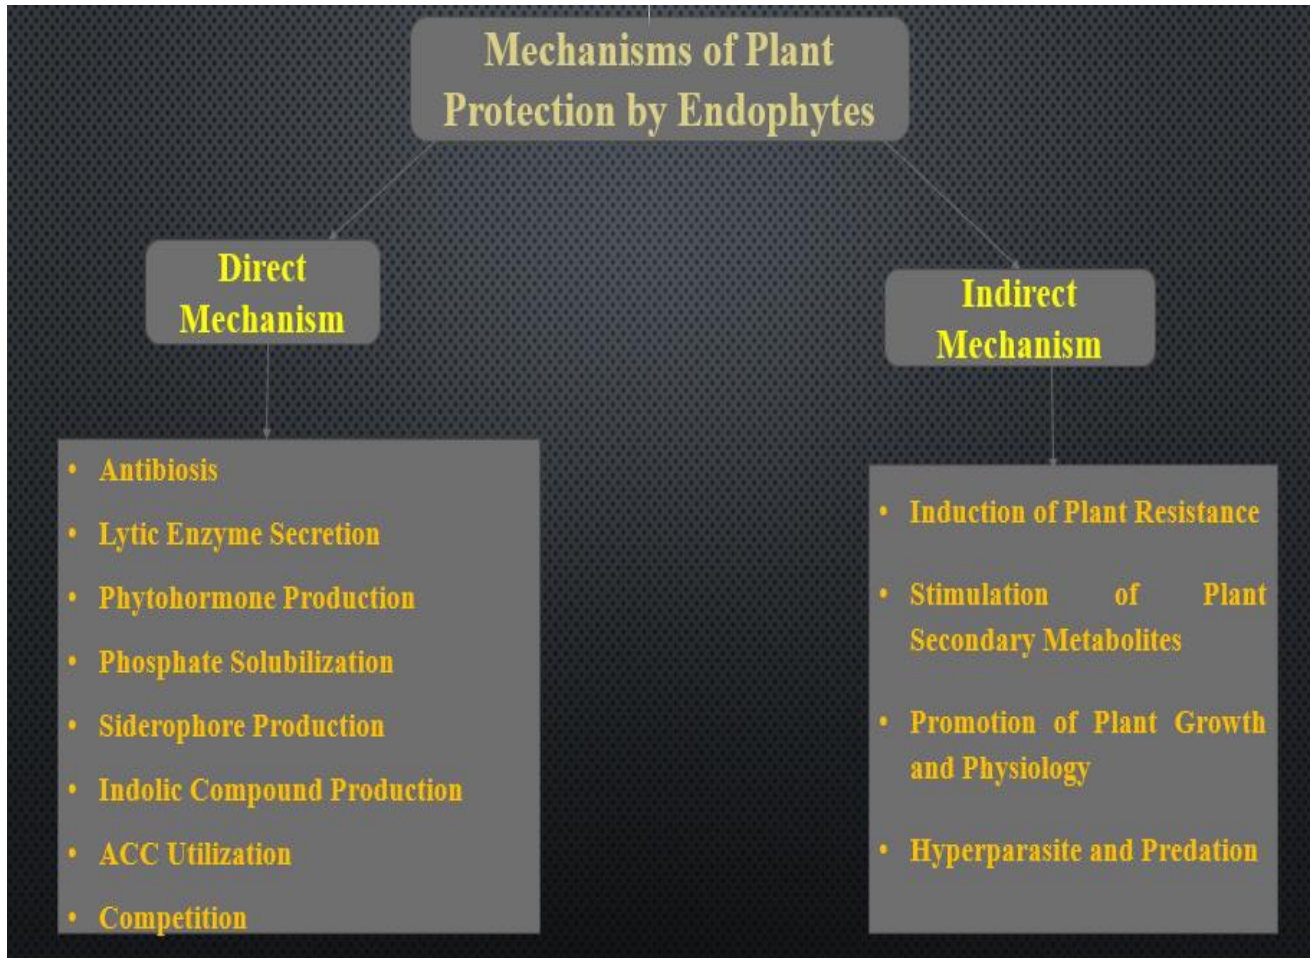 Mechanisms of Plant
Protection by Endophytes
Direct
Mechanism
• Antibiosis
• Lytic Enzyme Secretion
• Phytohormone Production
• Phosphate Solubilization
• Siderophore Production
• Indolic Compound Production
• ACC Utilization
• Competition
Indirect
Mechanism
• Induction of Plant Resistance
• Stimulation of Plant
Secondary Metabolites
• Promotion of Plant Growth
and Physiology
• Hyperparasite and Predation